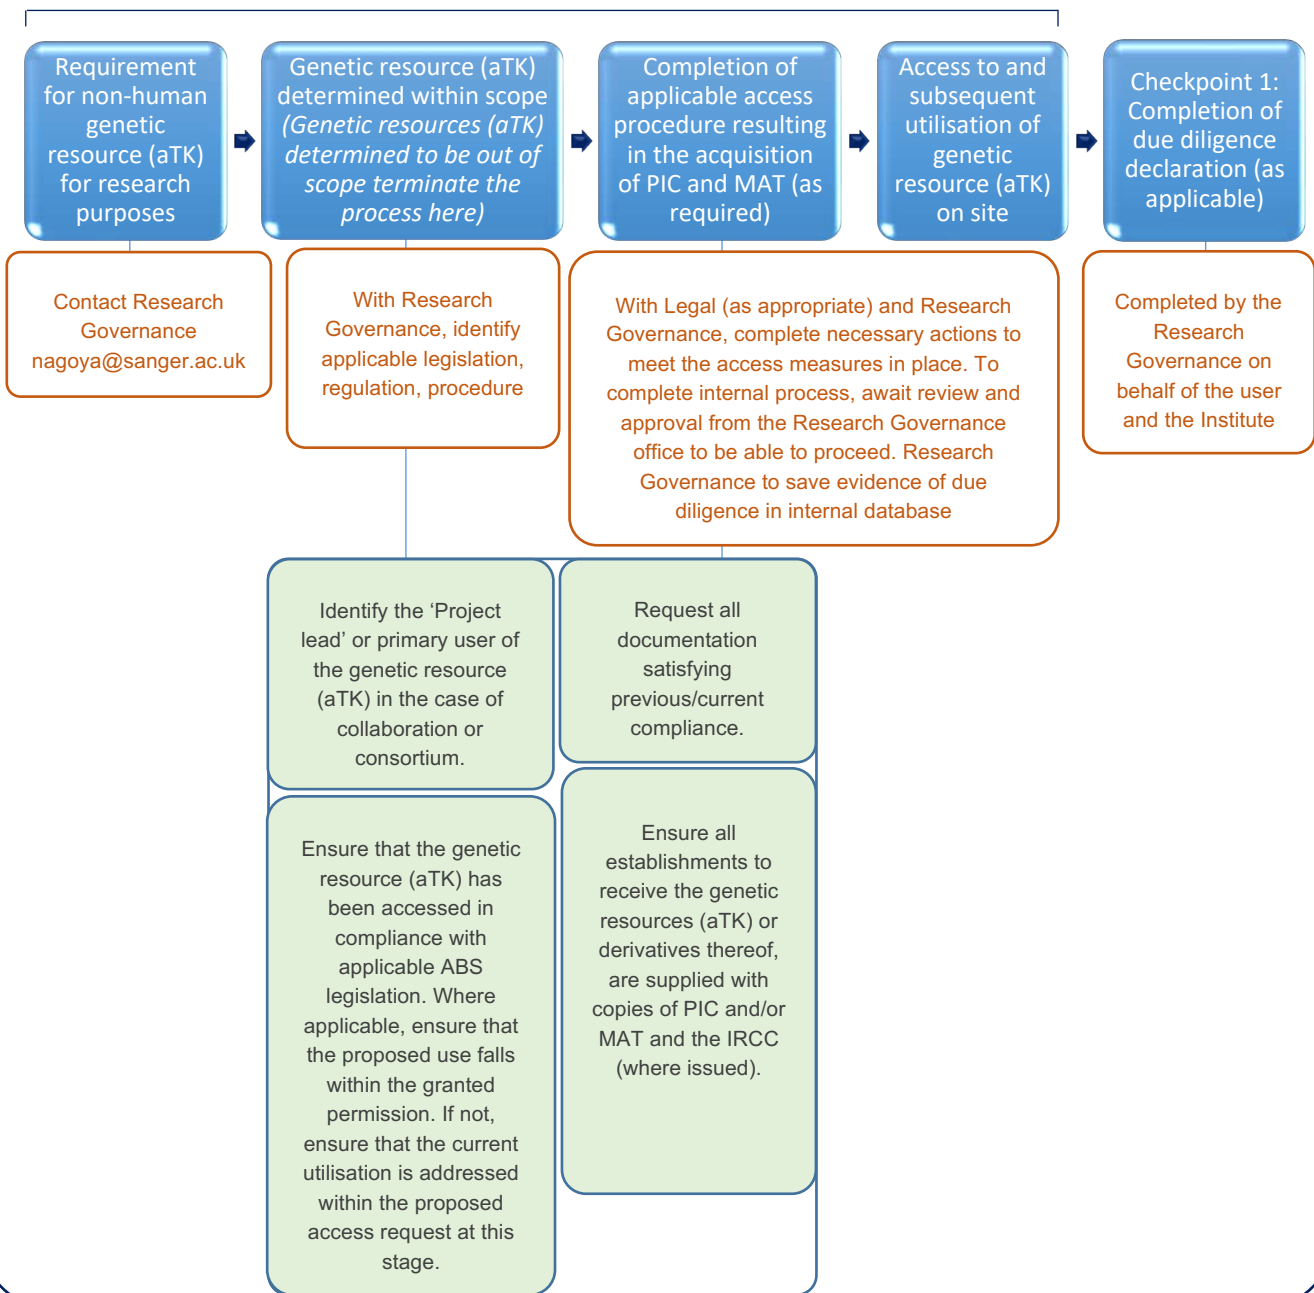 Requirement
for non-human
genetic
resource (aTK)
for research
purposes
Genetic resource (aTK)
determined within scope
(Genetic resources (aTK)
determined to be out of
scope terminate the
process here)
Completion of
applicable access
procedure resulting
in the acquisition
of PIC and MAT (as
required)
Access to and
subsequent
utilisation of
genetic
resource (aTK)
on site
Checkpoint 1:
Completion of
due diligence
declaration (as
applicable)
Contact Research
Governance
nagoya@sanger.ac.uk
With Research
Governance, identify
applicable legislation,
regulation, procedure
With Legal (as appropriate) and Research
Governance, complete necessary actions to
meet the access measures in place. To
complete internal process, await review and
approval from the Research Governance
office to be able to proceed. Research
Governance to save evidence of due
diligence in internal database
Completed by the
Research
Governance on
behalf of the user
and the Institute
Identify the ‘Project
lead’ or primary user of
the genetic resource
(aTK) in the case of
collaboration or
consortium.
Request all
documentation
satisfying
previous/current
compliance.
Ensure that the genetic
resource (aTK) has
been accessed in
compliance with
applicable ABS
legislation. Where
applicable, ensure that
the proposed use falls
within the granted
permission. If not,
ensure that the current
utilisation is addressed
within the proposed
access request at this
stage.
Ensure all
establishments to
receive the genetic
resources (aTK) or
derivatives thereof,
are supplied with
copies of PIC and/or
MAT and the IRCC
(where issued).